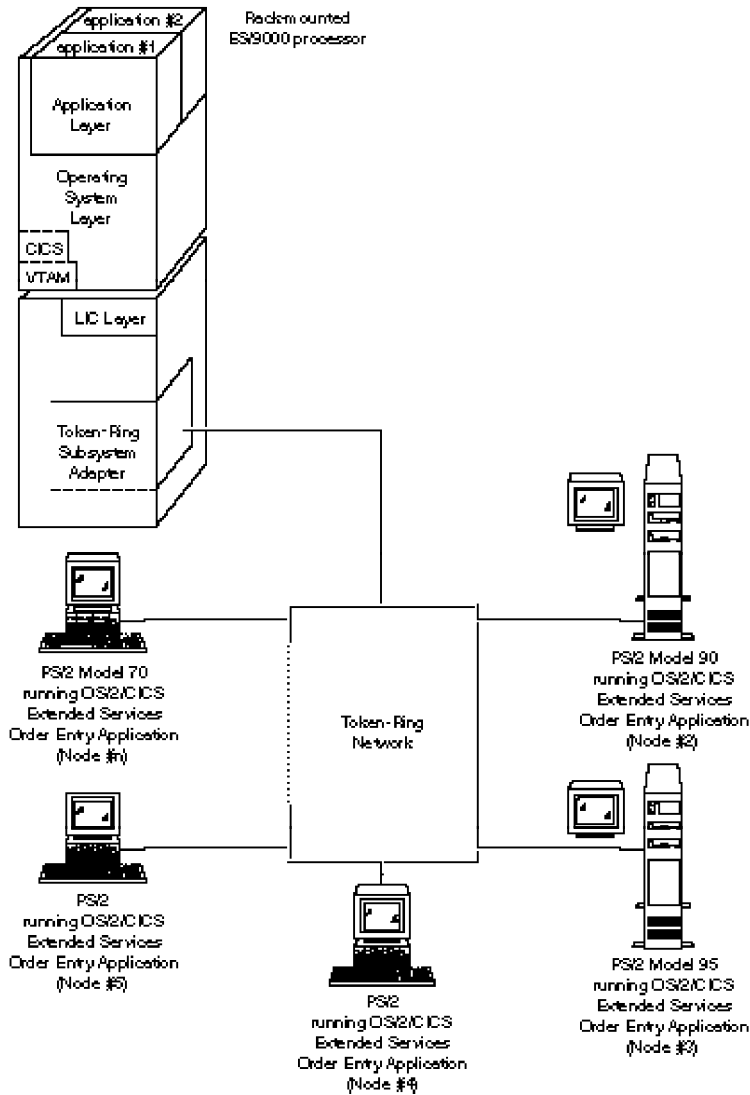 application #2
application #1
Rack-mounted
ES/9000 processor
Application
Layer
Operating
System
Layer
CICS
VTAM
LIC Layer
Token-Ring
Subsystem
Adapter
PS/2 Model 70
running OS/2/CICS
Extended Services
Order Entry Application
(Node #n)
PS/2 Model 90
running OS/2/CICS
Extended Services
Order Entry Application
(Node #2)
Token-Ring
Network
PS/2
running OS/2/CICS
Extended Services
Order Entry Application
(Node #5)
PS/2
running OS/2/CICS
Extended Services
Order Entry Application
(Node #4)
PS/2 Model 95
running OS/2/CICS
Extended Services
Order Entry Application
(Node #3)